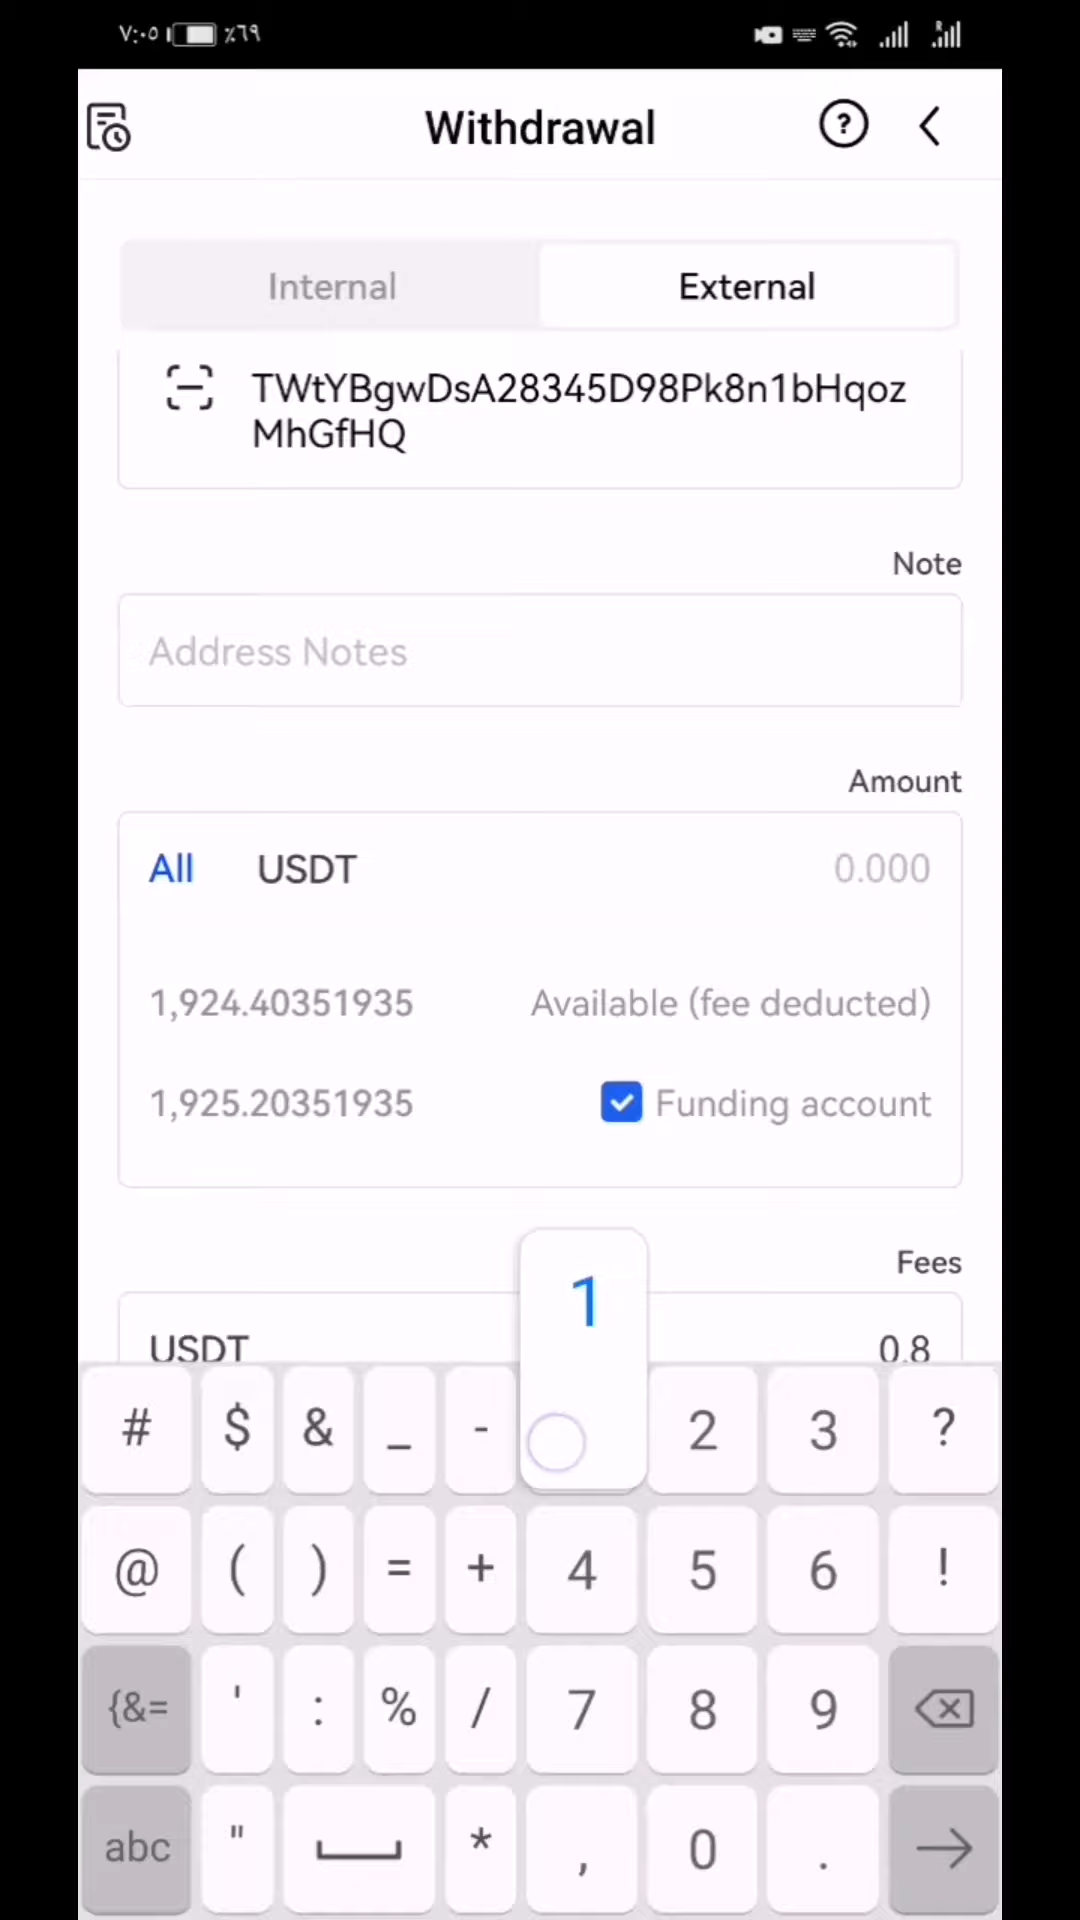 ٧:٠٥ ٪٦٩ R
Withdrawal ?
Internal External
TWtYBgwDsA28345D98Pk8n1bHqoz
MhGfHQ
Note
Address Notes
Amount
All USDT 0.000
1,924.40351935 Available (fee deducted)
1,925.20351935 Funding account
Fees
USDT 0.8
1
# $ & _ - 2 3 ?
@ ( ) = + 4 5 6 !
{&= ' : % / 7 8 9
abc " * , 0 .